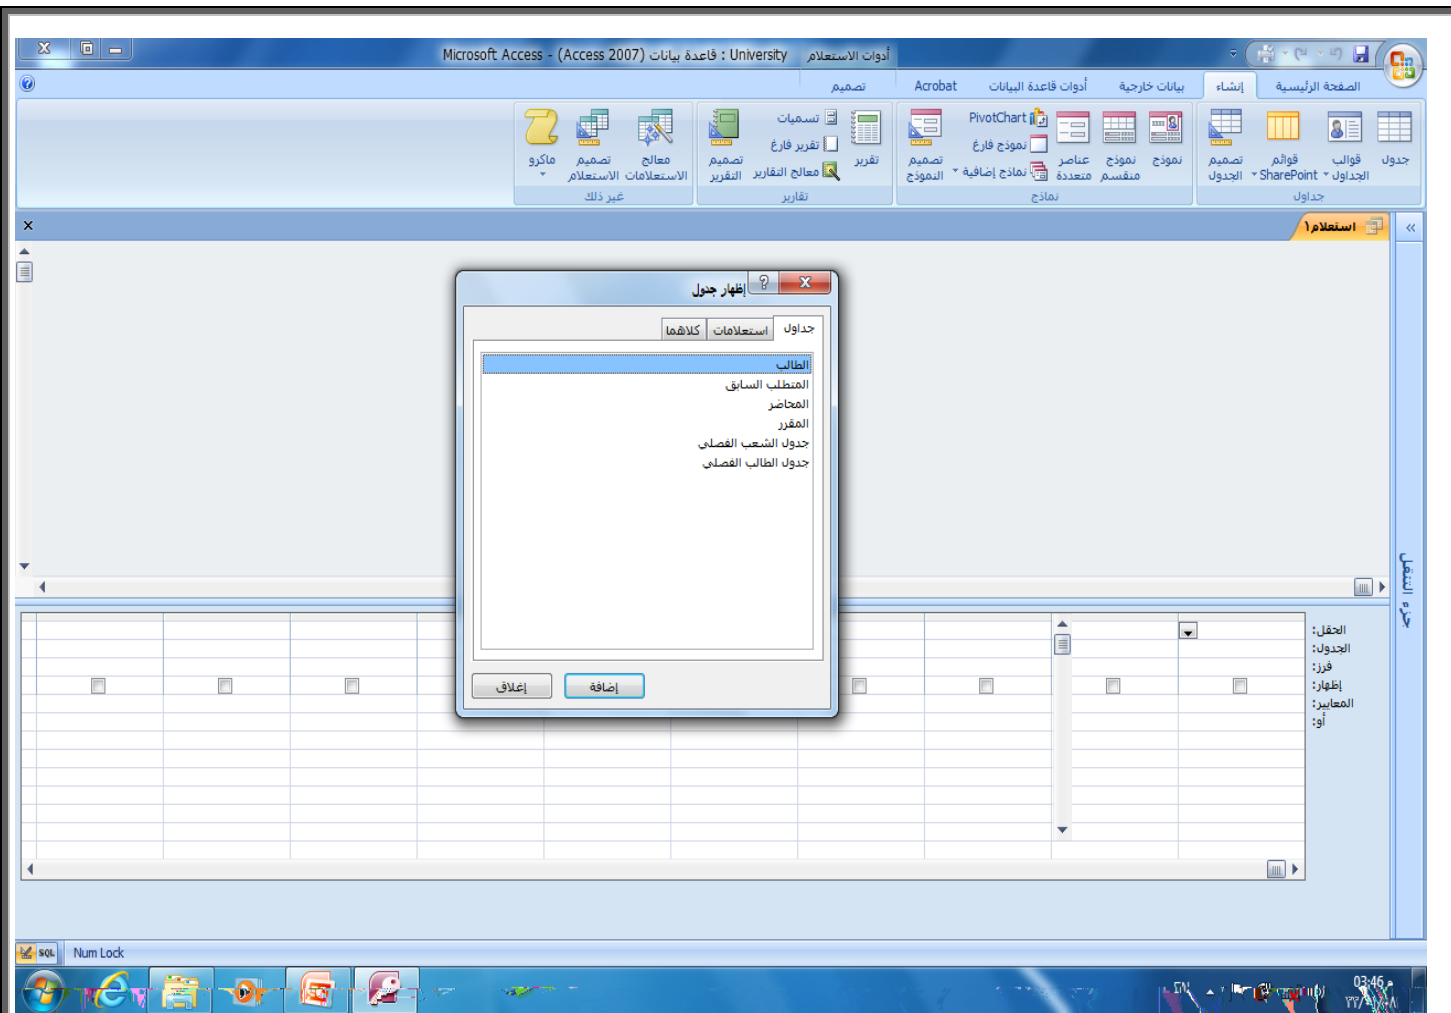 أدوات الاستعلام University : قاعدة بيانات (Access 2007) - Microsoft Access
الصفحة الرئيسية إنشاء بيانات خارجية أدوات قاعدة البيانات Acrobat تصميم
جدول
قوالب الجداول
قوائم SharePoint
تصميم الجدول
جداول
نموذج
نموذج منقسم
عناصر متعددة
PivotChart
نموذج فارغ
نماذج إضافية
تصميم النموذج
نماذج
تقرير
تسميات
تقرير فارغ
معالج التقارير
تصميم التقرير
تقارير
معالج الاستعلامات
تصميم الاستعلام
ماكرو
غير ذلك
استعلام١
إظهار جدول
جداول استعلامات كلاهما
الطالب
المتطلب السابق
المحاضر
المقرر
جدول الشعب الفصلي
جدول الطالب الفصلي
إضافة إغلاق
جزء التنقل
الحقل:
الجدول:
فرز:
إظهار:
المعايير:
أو:
SQL Num Lock
EN
03:46 م